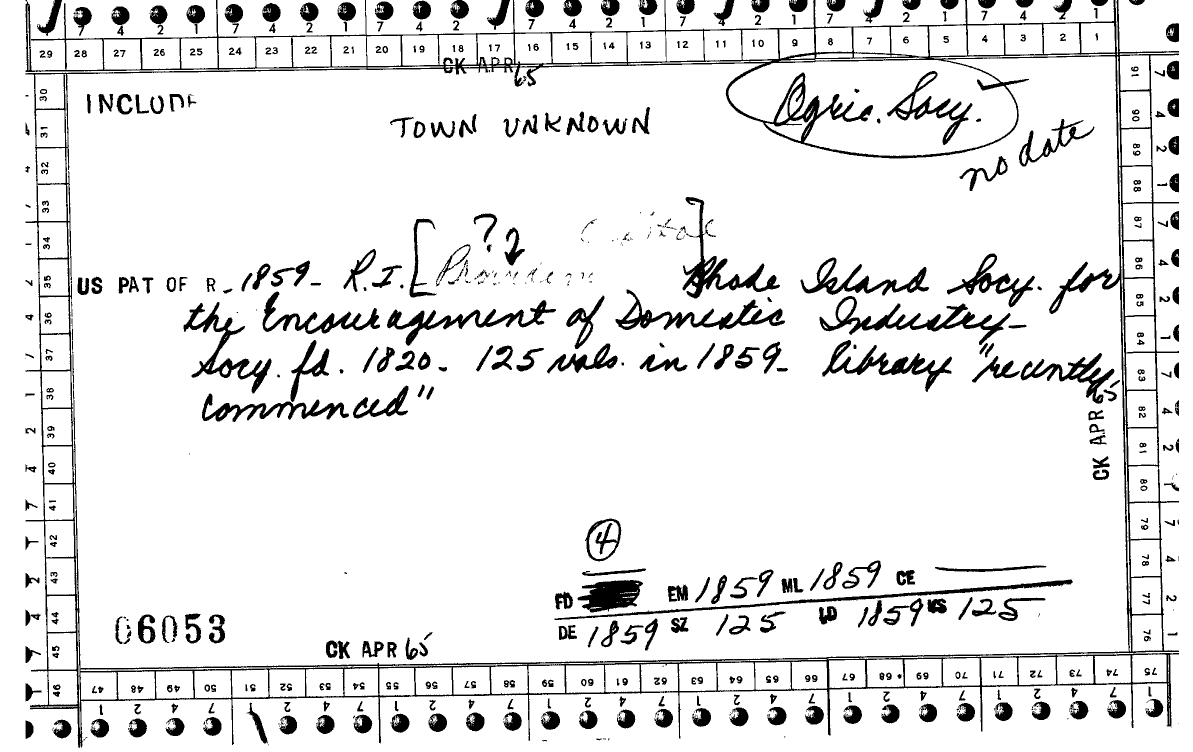 7 4 2 1 7 4 2 1 7 4 2 1 7 4 2 1 7 4 2 1 7 4 2 1 7 4 2 1
29 28 27 26 25 24 23 22 21 20 19 18 17 16 15 14 13 12 11 10 9 8 7 6 5 4 3 2 1
CK APR 65
INCLUDE
Agric. Socy.
TOWN UNKNOWN
no date
?
Capital
US PAT OF R - 1859 - R.I. [Providen ] Rhode Island Socy. for
the Encouragement of Domestic Industry -
Socy. fd. 1820 - 125 vols. in 1859 - library "recently
commenced"
CK APR 65
4
FD EM 1859 ML 1859 CE
DE 1859 SZ 125 LD 1859 KS 125
06053
CK APR 65
30 31 32 33 34 35 36 37 38 39 40 41 42 43 44 45 46
91 90 89 88 87 86 85 84 83 82 81 80 79 78 77 76
47 48 49 50 51 52 53 54 55 56 57 58 59 60 61 62 63 64 65 66 67 68 69 70 71 72 73 74 75
1 2 4 7 1 2 4 7 1 2 4 7 1 2 4 7 1 2 4 7 1 2 4 7 1